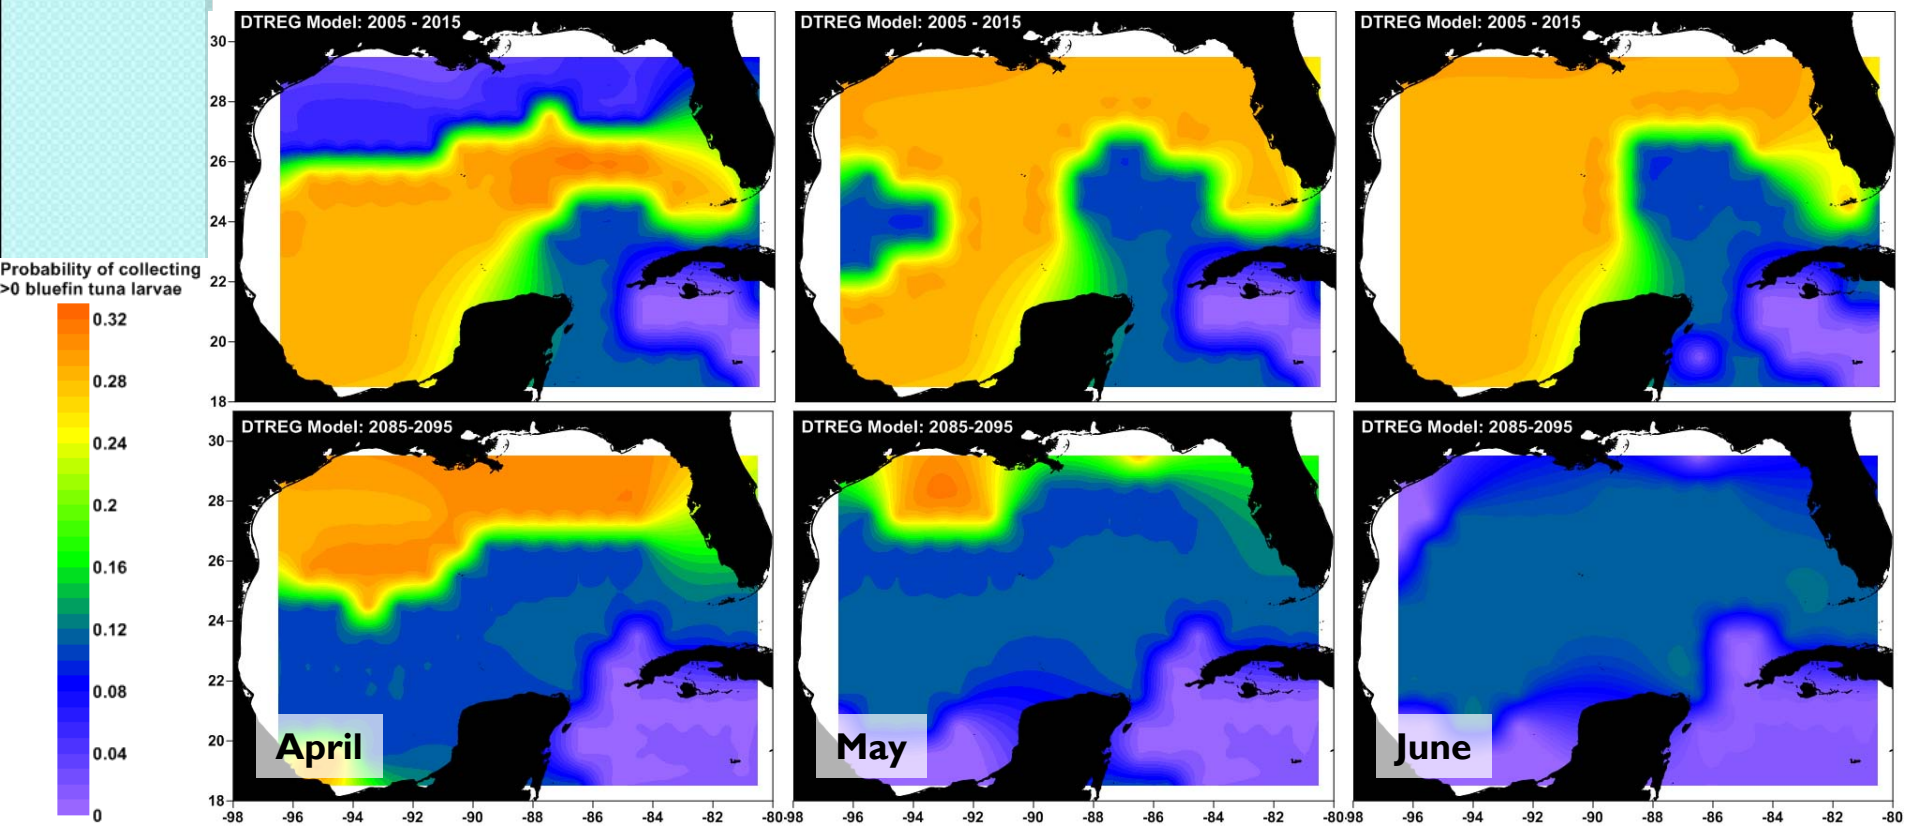 DTREG Model: 2005 - 2015
DTREG Model: 2005 - 2015
DTREG Model: 2005 - 2015
30
28
26
24
22
20
18
Probability of collecting
>0 bluefin tuna larvae
0.32
0.28
0.24
0.2
0.16
0.12
0.08
0.04
0
DTREG Model: 2085-2095
DTREG Model: 2085-2095
DTREG Model: 2085-2095
30
28
26
24
22
20
18
April
May
June
-98 -96 -94 -92 -90 -88 -86 -84 -82 -80
-98 -96 -94 -92 -90 -88 -86 -84 -82 -80
-98 -96 -94 -92 -90 -88 -86 -84 -82 -80